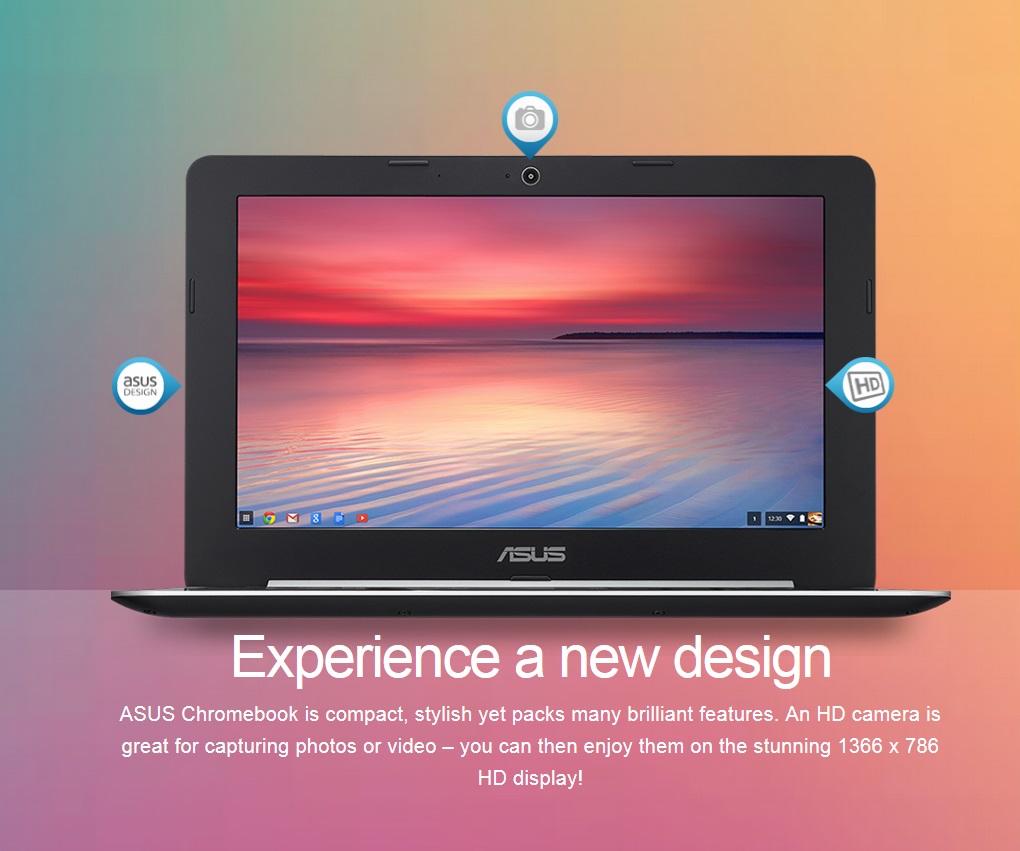 asus
DESIGN
HD
1
12:30
ASUS
Experience a new design
ASUS Chromebook is compact, stylish yet packs many brilliant features. An HD camera is
great for capturing photos or video – you can then enjoy them on the stunning 1366 x 786
HD display!